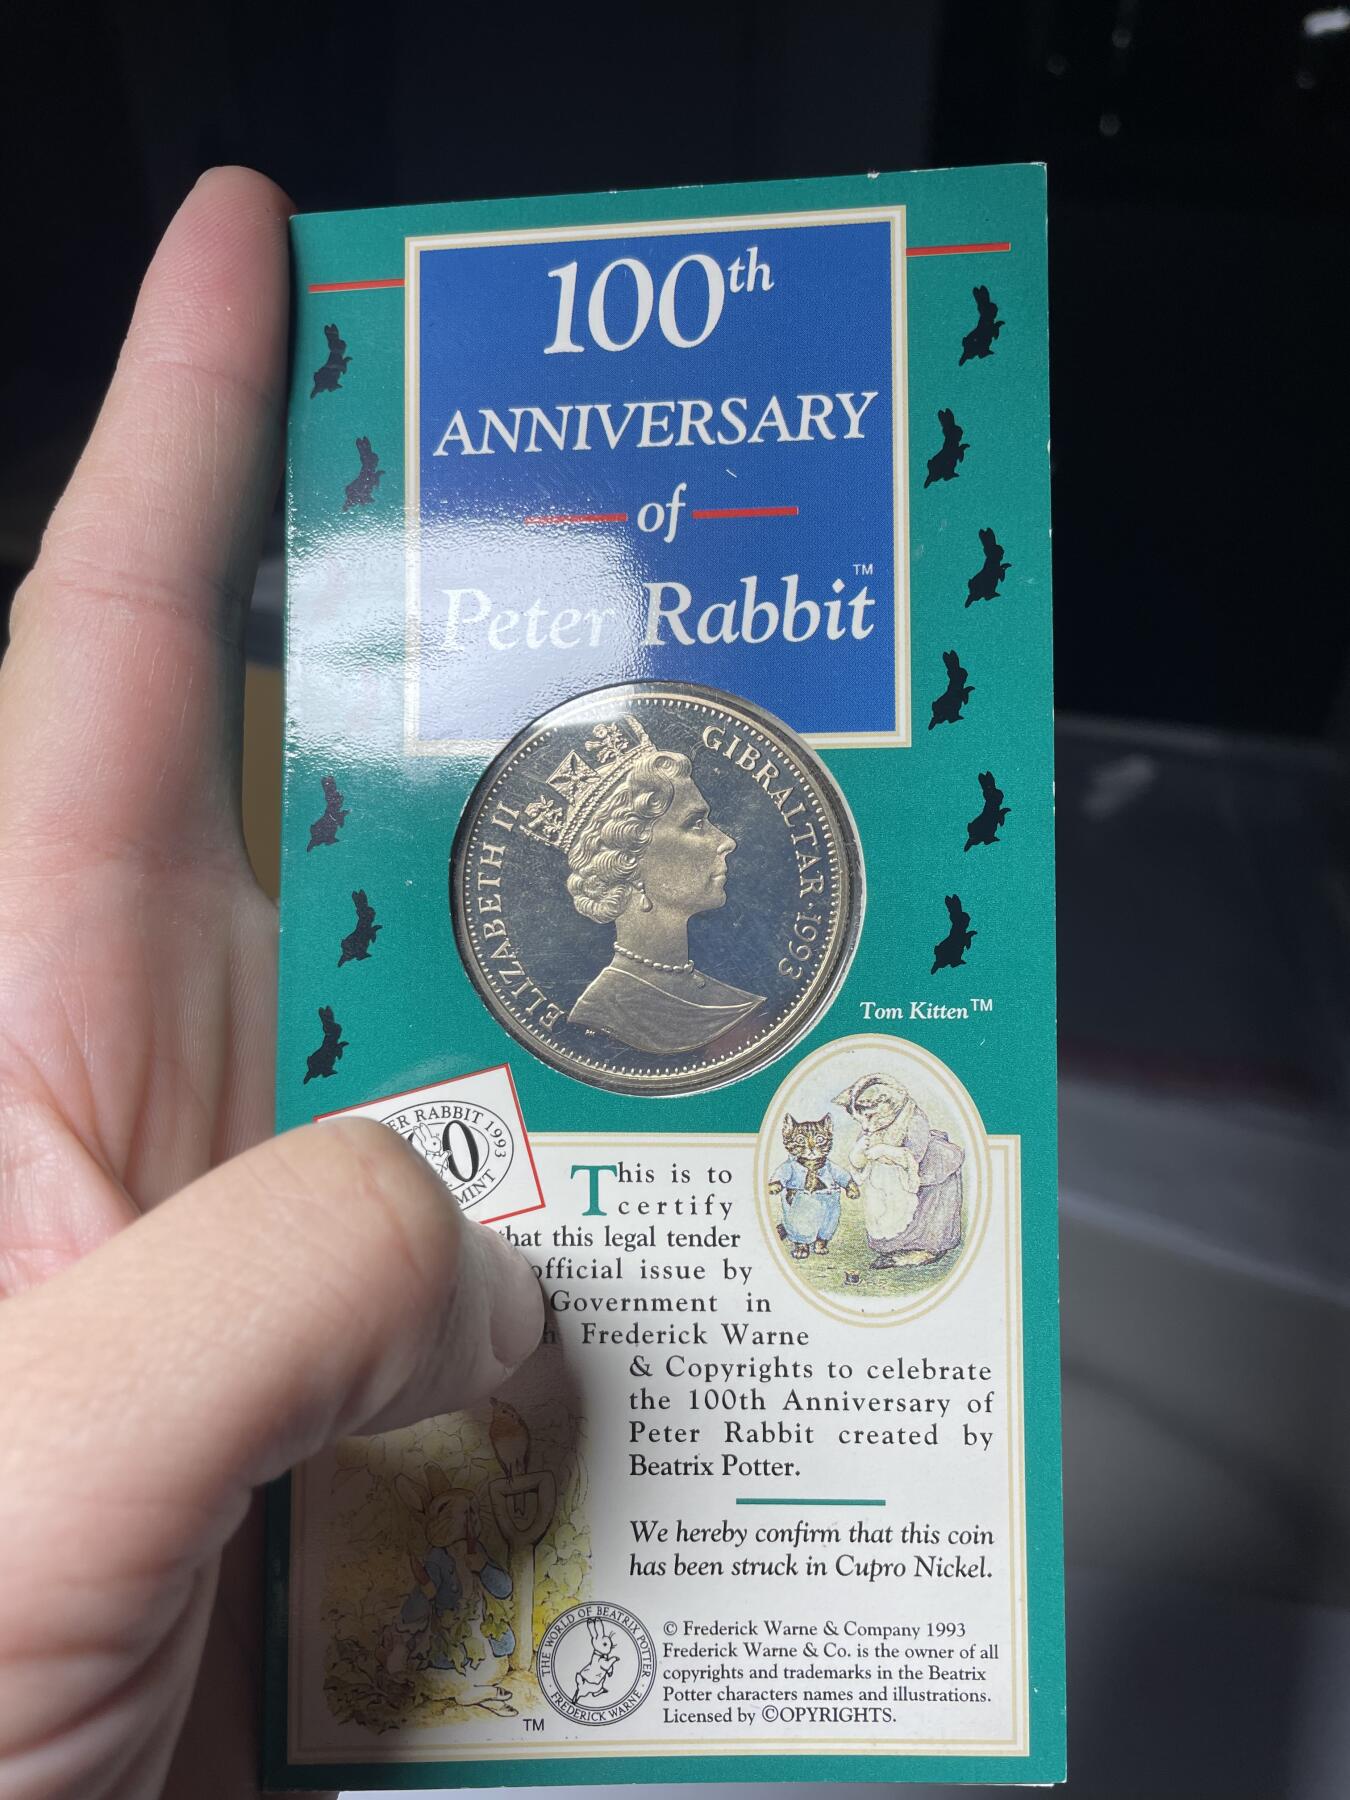 100th
ANNIVERSARY
of
Peter Rabbit™
ELIZABETH II
GIBRALTAR · 1993
Tom Kitten™
RABBIT 1993
This is to
certify
that this legal tender
official issue by
Government in
Frederick Warne
& Copyrights to celebrate
the 100th Anniversary of
Peter Rabbit created by
Beatrix Potter.
We hereby confirm that this coin
has been struck in Cupro Nickel.
THE WORLD OF BEATRIX POTTER
· FREDERICK WARNE ·
TM
© Frederick Warne & Company 1993
Frederick Warne & Co. is the owner of all
copyrights and trademarks in the Beatrix
Potter characters names and illustrations.
Licensed by ©OPYRIGHTS.